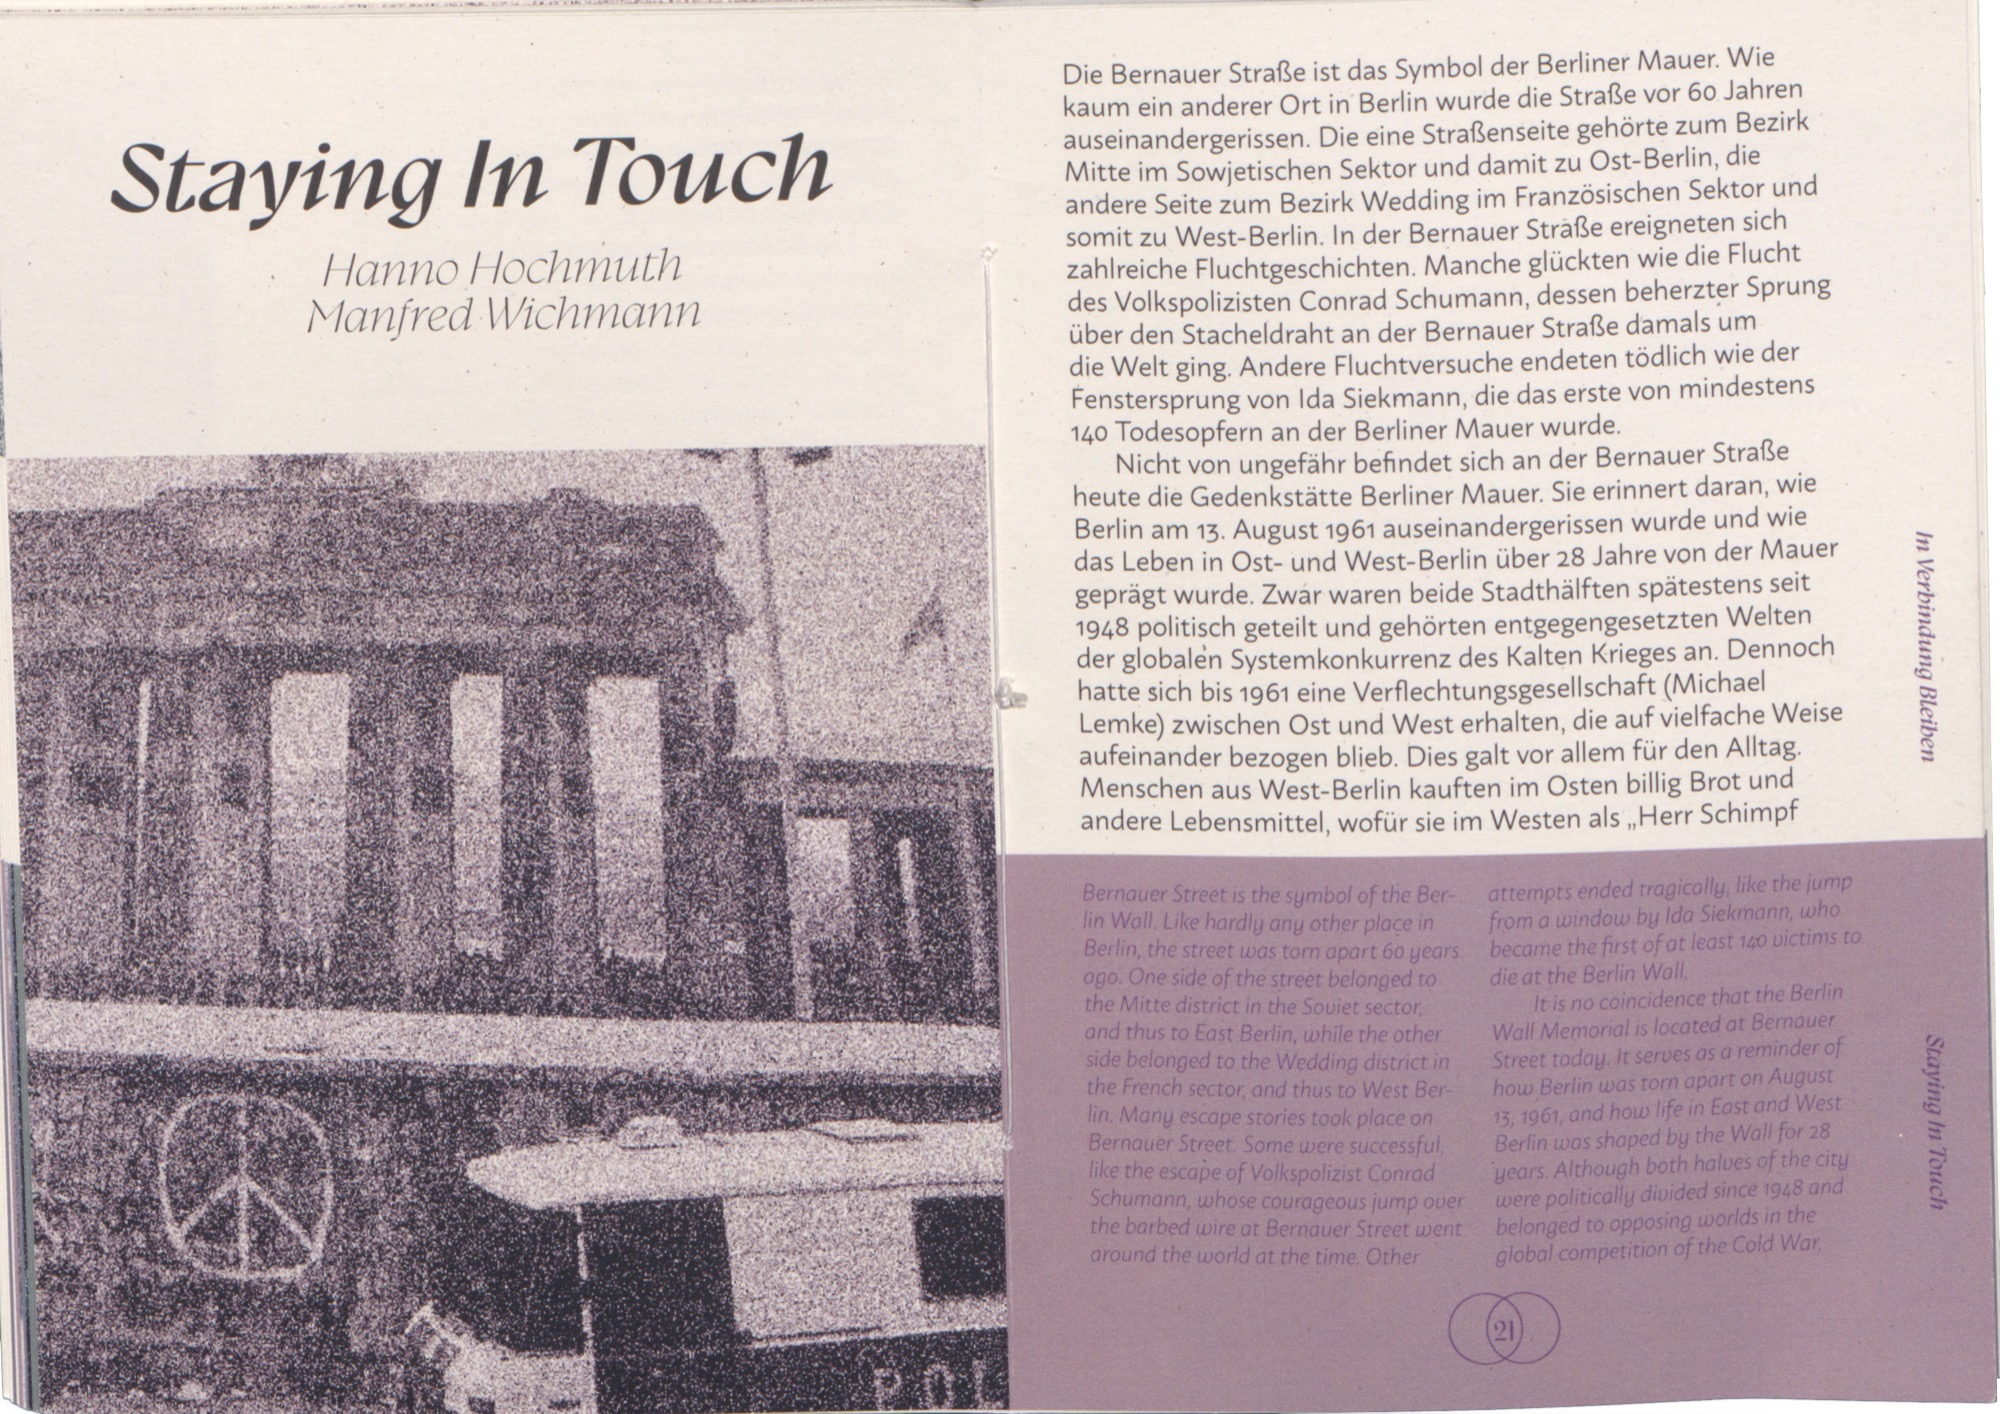 Staying In Touch
Hanno Hochmuth
Manfred Wichmann
POL
Die Bernauer Straße ist das Symbol der Berliner Mauer. Wie
kaum ein anderer Ort in Berlin wurde die Straße vor 60 Jahren
auseinandergerissen. Die eine Straßenseite gehörte zum Bezirk
Mitte im Sowjetischen Sektor und damit zu Ost-Berlin, die
andere Seite zum Bezirk Wedding im Französischen Sektor und
somit zu West-Berlin. In der Bernauer Straße ereigneten sich
zahlreiche Fluchtgeschichten. Manche glückten wie die Flucht
des Volkspolizisten Conrad Schumann, dessen beherzter Sprung
über den Stacheldraht an der Bernauer Straße damals um
die Welt ging. Andere Fluchtversuche endeten tödlich wie der
Fenstersprung von Ida Siekmann, die das erste von mindestens
140 Todesopfern an der Berliner Mauer wurde.
Nicht von ungefähr befindet sich an der Bernauer Straße
heute die Gedenkstätte Berliner Mauer. Sie erinnert daran, wie
Berlin am 13. August 1961 auseinandergerissen wurde und wie
das Leben in Ost- und West-Berlin über 28 Jahre von der Mauer
geprägt wurde. Zwar waren beide Stadthälften spätestens seit
1948 politisch geteilt und gehörten entgegengesetzten Welten
der globalen Systemkonkurrenz des Kalten Krieges an. Dennoch
hatte sich bis 1961 eine Verflechtungsgesellschaft (Michael
Lemke) zwischen Ost und West erhalten, die auf vielfache Weise
aufeinander bezogen blieb. Dies galt vor allem für den Alltag.
Menschen aus West-Berlin kauften im Osten billig Brot und
andere Lebensmittel, wofür sie im Westen als „Herr Schimpf
In Verbindung Bleiben
Bernauer Street is the symbol of the Ber-
lin Wall. Like hardly any other place in
Berlin, the street was torn apart 60 years
ago. One side of the street belonged to
the Mitte district in the Soviet sector,
and thus to East Berlin, while the other
side belonged to the Wedding district in
the French sector, and thus to West Ber-
lin. Many escape stories took place on
Bernauer Street. Some were successful,
like the escape of Volkspolizist Conrad
Schumann, whose courageous jump over
the barbed wire at Bernauer Street went
around the world at the time. Other
attempts ended tragically, like the jump
from a window by Ida Siekmann, who
became the first of at least 140 victims to
die at the Berlin Wall.
It is no coincidence that the Berlin
Wall Memorial is located at Bernauer
Street today. It serves as a reminder of
how Berlin was torn apart on August
13, 1961, and how life in East and West
Berlin was shaped by the Wall for 28
years. Although both halves of the city
were politically divided since 1948 and
belonged to opposing worlds in the
global competition of the Cold War,
Staying In Touch
21